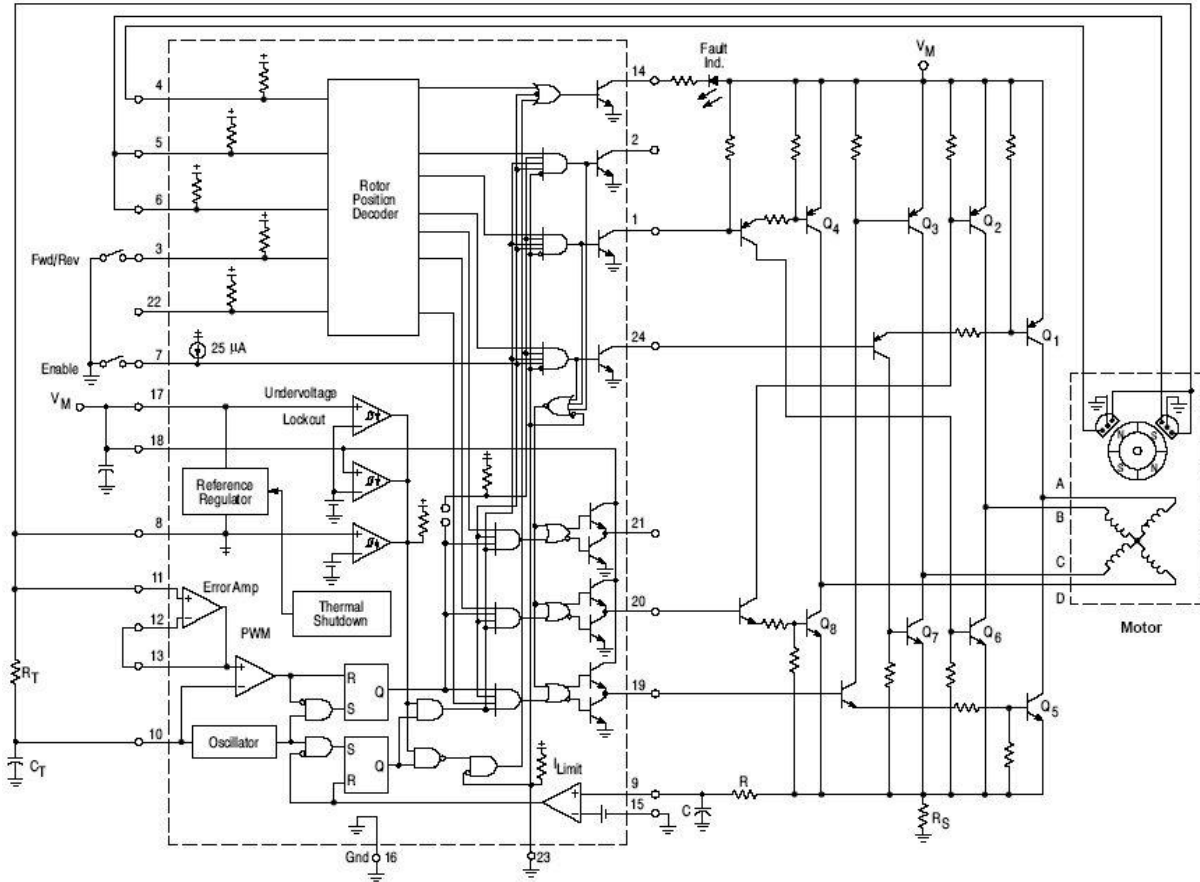 V_M
Fault
Ind.
4
14
5
2
6
Rotor
Position
Decoder
1
3
Fwd/Rev
22
Q4
Q3
Q2
24
7
25 μA
Enable
Q1
17
V_M
Undervoltage
Lockout
18
Reference
Regulator
8
21
11
Error Amp
12
Thermal
Shutdown
20
13
PWM
R_T
R
Q
S
19
Q8
Q7
Q6
Q5
10
Oscillator
S
Q
R
C_T
I_Limit
9
15
C
R
R_S
Gnd
16
23
N
S
S
N
A
B
C
D
Motor